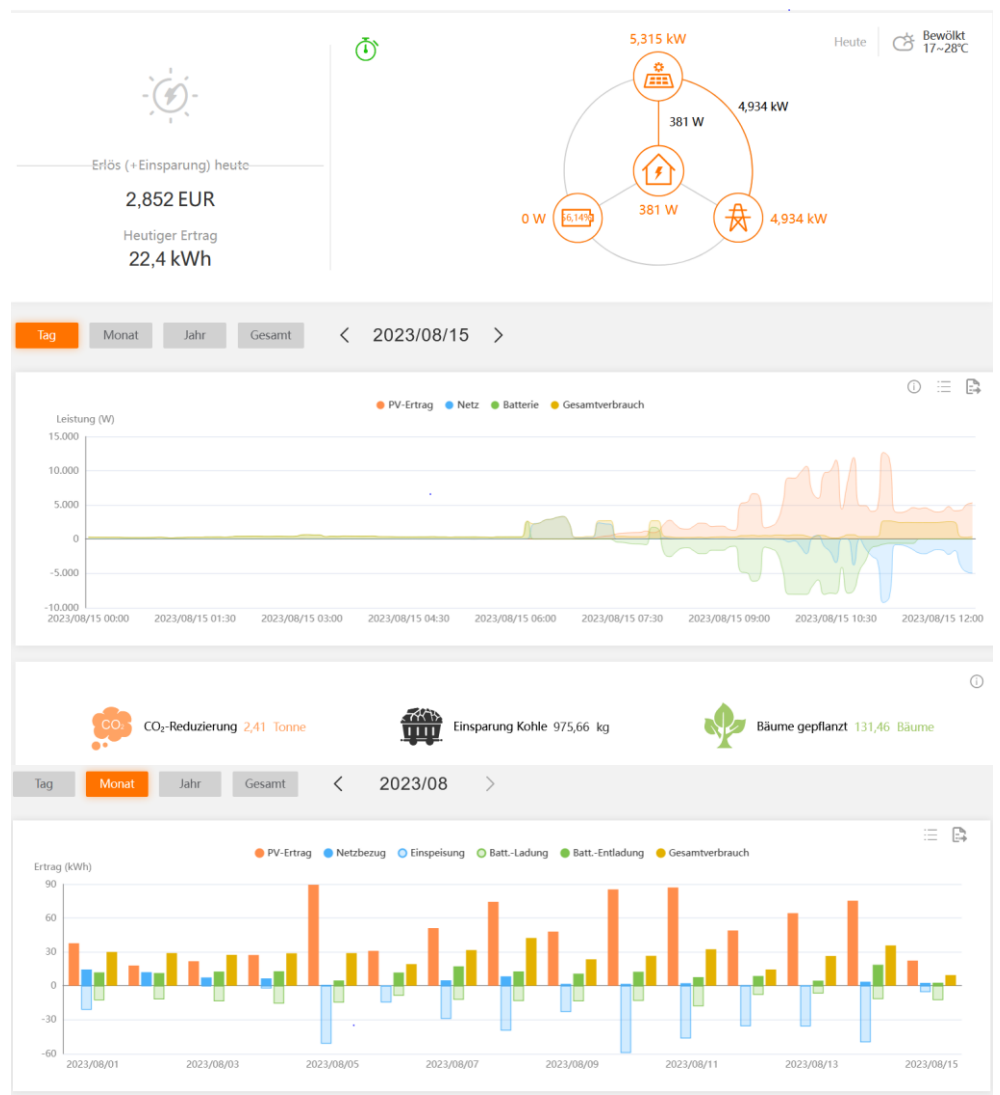 5,315 kW
Heute
Bewölkt
17~28°C
4,934 kW
381 W
Erlös (+Einsparung) heute
2,852 EUR
Heutiger Ertrag
22,4 kWh
0 W
56,14%
381 W
4,934 kW
Tag Monat Jahr Gesamt 2023/08/15
PV-Ertrag Netz Batterie Gesamtverbrauch
Leistung (W)
15.000
10.000
5.000
0
-5.000
-10.000
2023/08/15 00:00 2023/08/15 01:30 2023/08/15 03:00 2023/08/15 04:30 2023/08/15 06:00 2023/08/15 07:30 2023/08/15 09:00 2023/08/15 10:30 2023/08/15 12:00
CO₂ CO₂-Reduzierung 2,41 Tonne Einsparung Kohle 975,66 kg Bäume gepflanzt 131,46 Bäume
Tag Monat Jahr Gesamt 2023/08
PV-Ertrag Netzbezug Einspeisung Batt.-Ladung Batt.-Entladung Gesamtverbrauch
Ertrag (kWh)
90
60
30
0
-30
-60
2023/08/01 2023/08/03 2023/08/05 2023/08/07 2023/08/09 2023/08/11 2023/08/13 2023/08/15